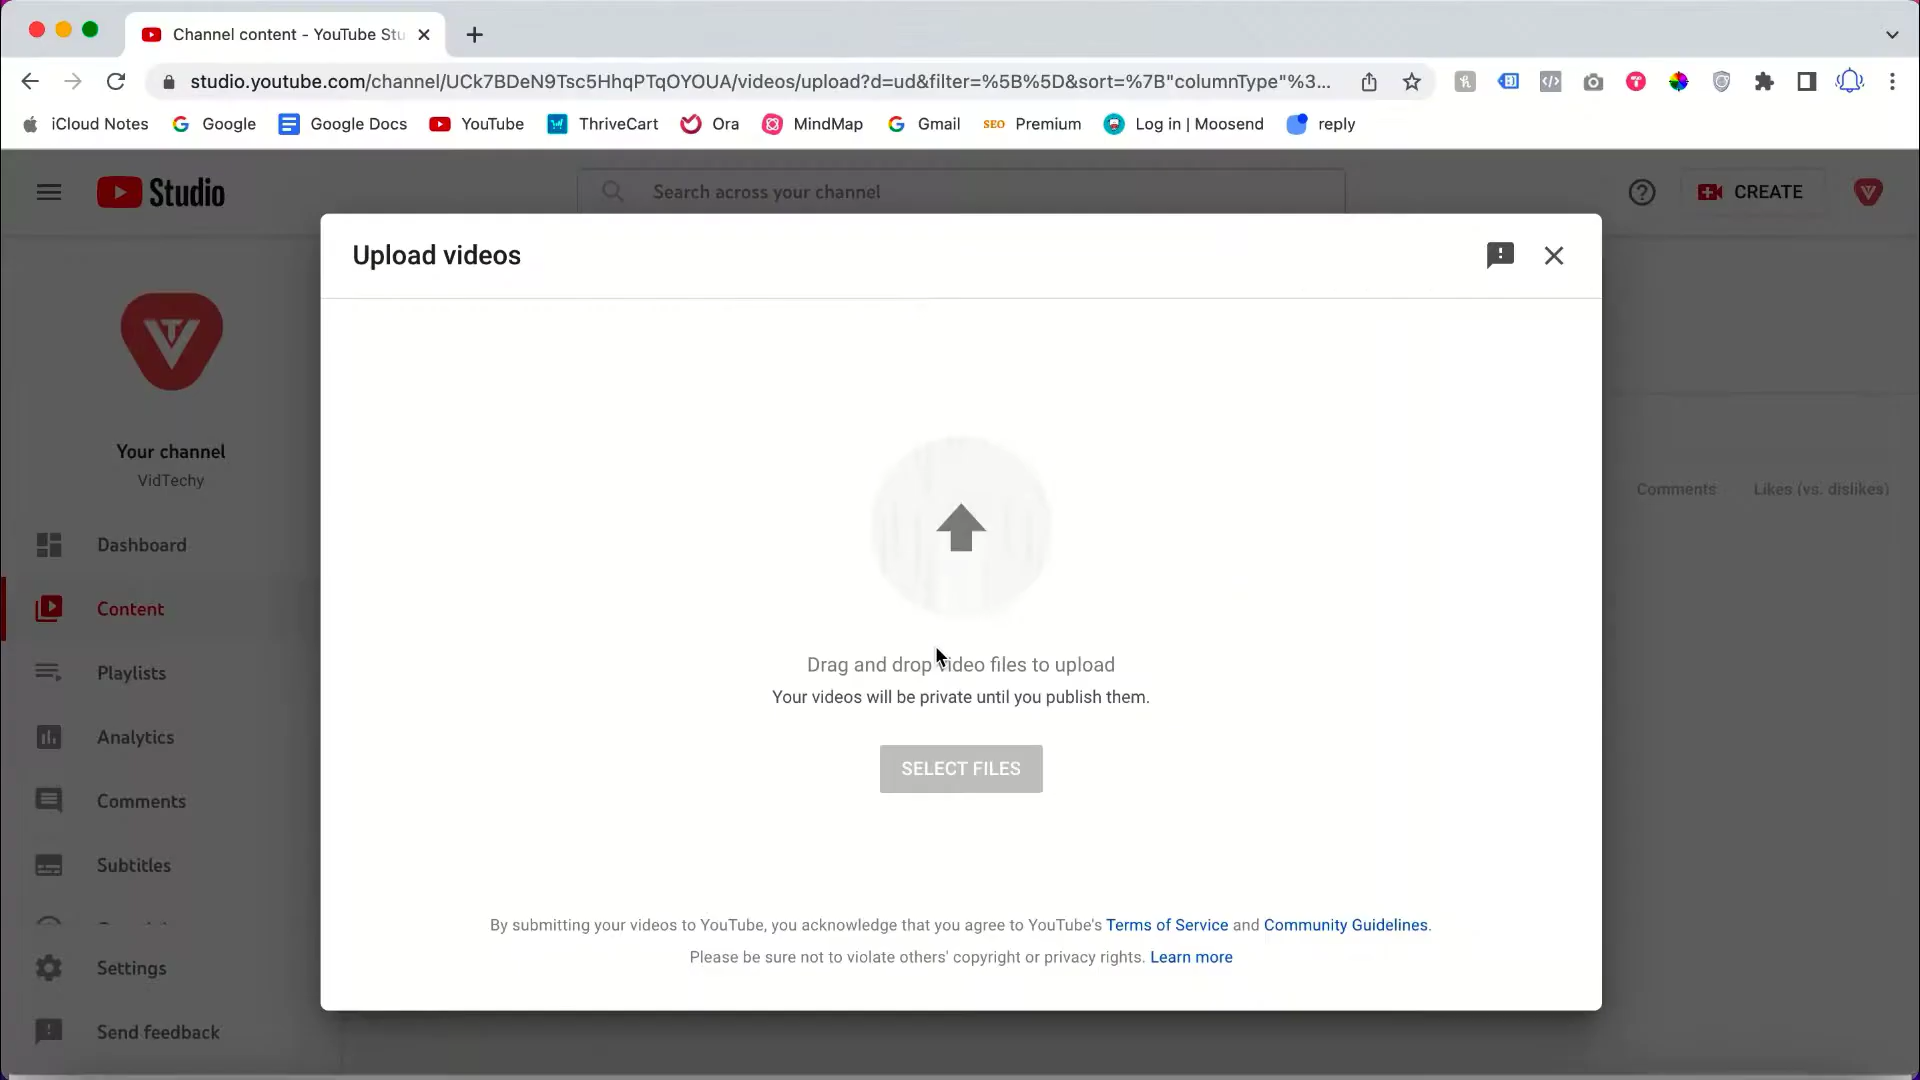 Channel content - YouTube Stu
studio.youtube.com/channel/UCk7BDeN9Tsc5HhqPTqOYOUA/videos/upload?d=ud&filter=%5B%5D&sort=%7B"columnType"%3...
iCloud Notes Google Google Docs YouTube ThriveCart Ora MindMap Gmail SEO Premium Log in | Moosend reply
Studio
Search across your channel
CREATE
Upload videos
Your channel
VidTechy
Comments Likes (vs. dislikes)
Dashboard
Content
Playlists
Analytics
Comments
Subtitles
Settings
Send feedback
Drag and drop video files to upload
Your videos will be private until you publish them.
SELECT FILES
By submitting your videos to YouTube, you acknowledge that you agree to YouTube's Terms of Service and Community Guidelines.
Please be sure not to violate others' copyright or privacy rights. Learn more